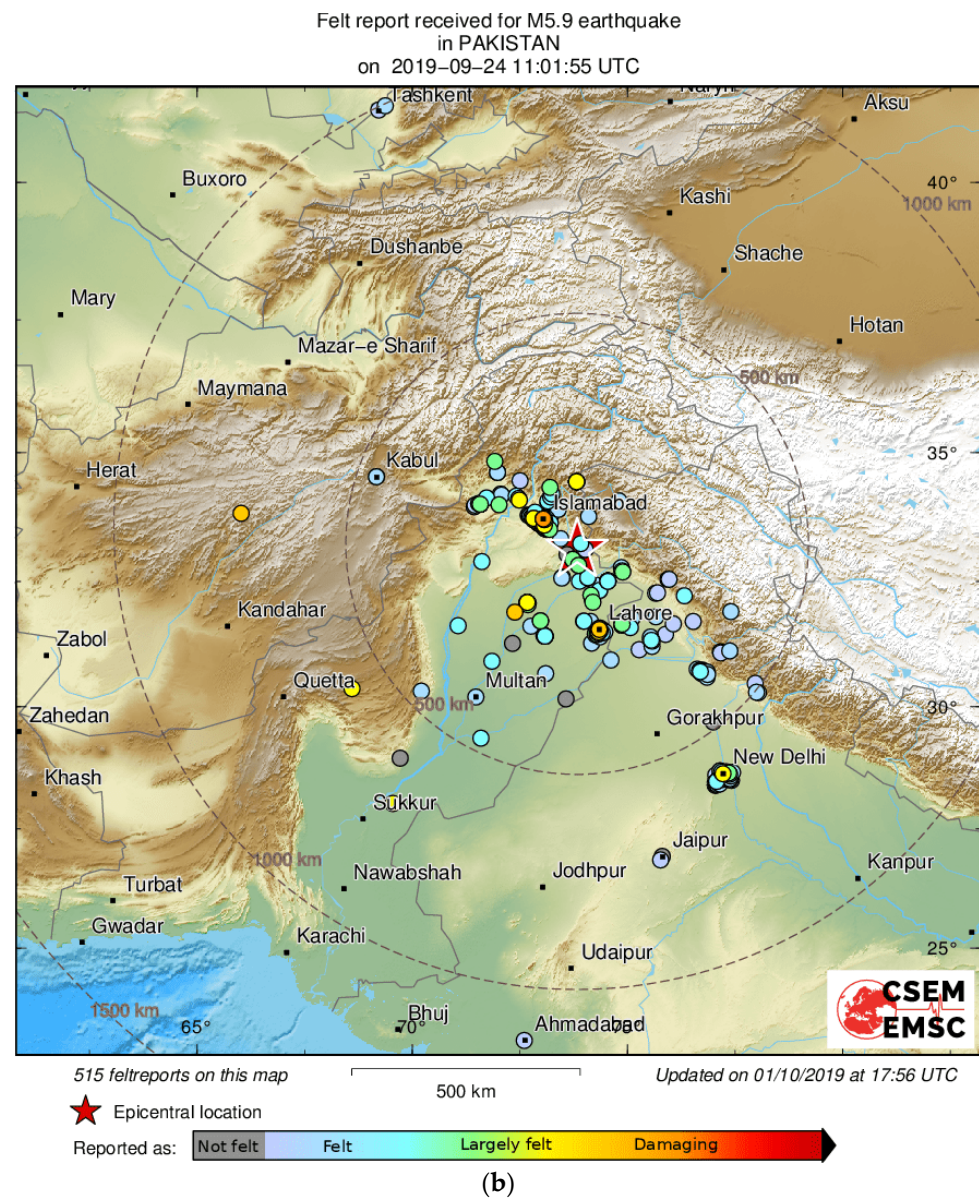 Felt report received for M5.9 earthquake
in PAKISTAN
on 2019−09−24 11:01:55 UTC
Tashkent
Naryn
Aksu
Buxoro
40°
Kashi
1000 km
Dushanbe
Shache
Mary
Hotan
Mazar−e Sharif
500 km
Maymana
Kabul
35°
Herat
Islamabad
Kandahar
Lahore
Zabol
Quetta
Multan
500 km
30°
Zahedan
Gorakhpur
New Delhi
Khash
Sukkur
Jaipur
1000 km
Kanpur
Nawabshah
Jodhpur
Turbat
Gwadar
Karachi
Udaipur
25°
1500 km
65°
70°
Bhuj
Ahmadabad
75°
CSEM
EMSC
515 feltreports on this map
500 km
Updated on 01/10/2019 at 17:56 UTC
Epicentral location
Reported as:
Not felt
Felt
Largely felt
Damaging
(b)